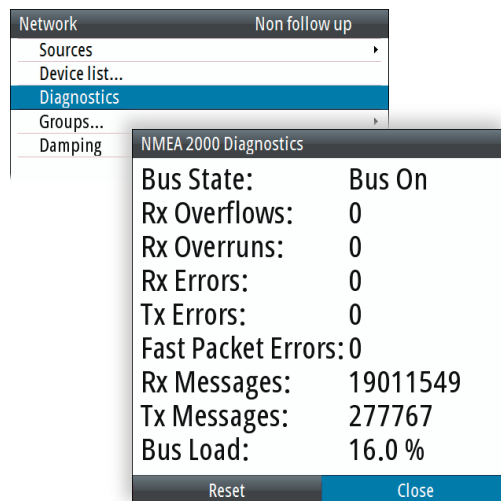 Network Non follow up
Sources
Device list...
Diagnostics
Groups...
Damping
NMEA 2000 Diagnostics
Bus State: Bus On
Rx Overflows: 0
Rx Overruns: 0
Rx Errors: 0
Tx Errors: 0
Fast Packet Errors: 0
Rx Messages: 19011549
Tx Messages: 277767
Bus Load: 16.0 %
Reset Close